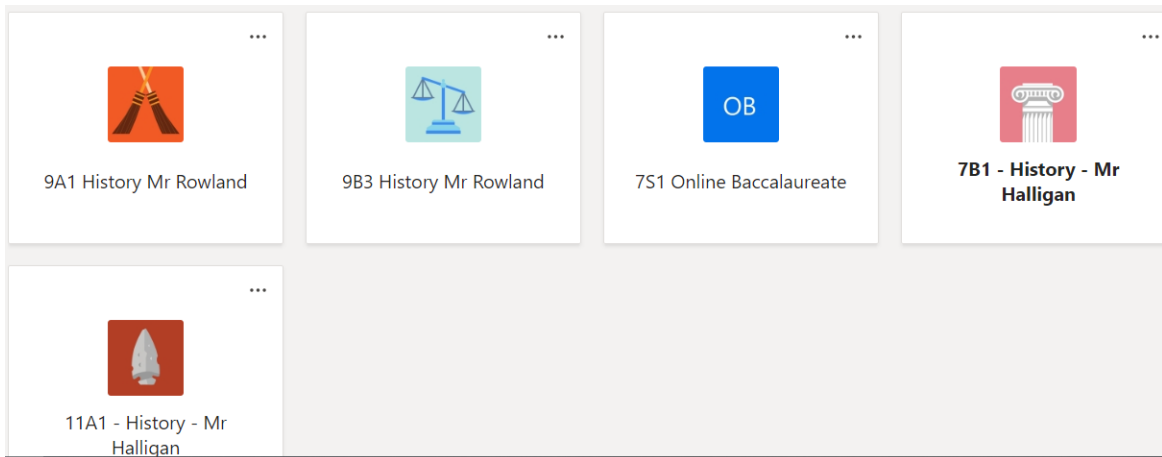 9A1 History Mr Rowland
9B3 History Mr Rowland
OB
7S1 Online Baccalaureate
7B1 - History - Mr
Halligan
11A1 - History - Mr
Halligan